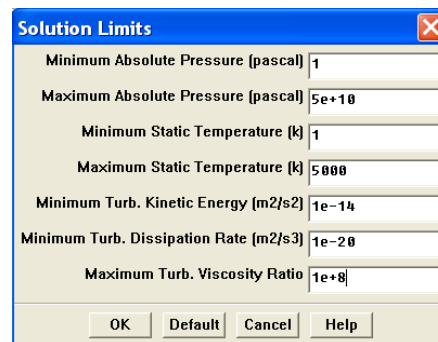 Solution Limits
Minimum Absolute Pressure (pascal) 1
Maximum Absolute Pressure (pascal) 5e+10
Minimum Static Temperature (k) 1
Maximum Static Temperature (k) 5000
Minimum Turb. Kinetic Energy (m2/s2) 1e-14
Minimum Turb. Dissipation Rate (m2/s3) 1e-20
Maximum Turb. Viscosity Ratio 1e+8
OK Default Cancel Help